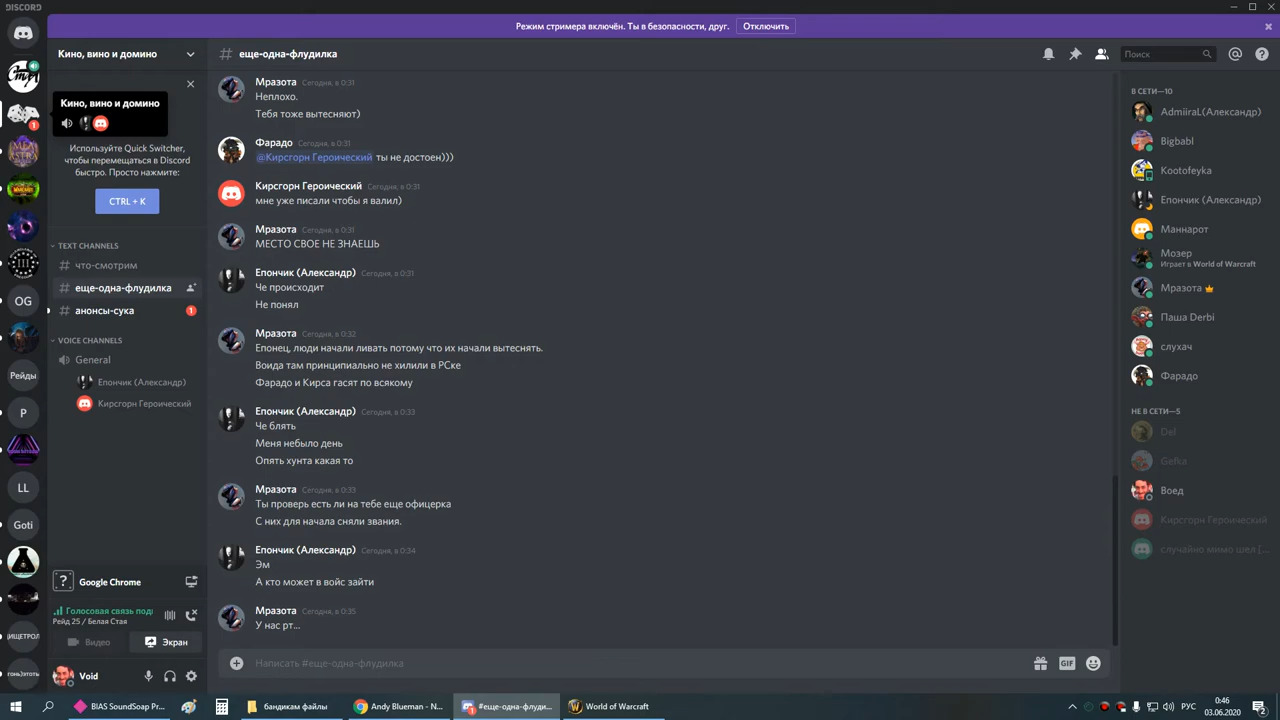 DISCORD
Режим стримера включён. Ты в безопасности, друг.
Отключить
Кино, вино и домино
еще-одна-флудилка
Поиск
Кино, вино и домино
1
Используйте Quick Switcher,
чтобы перемещаться в Discord
быстро. Просто нажмите:
CTRL + K
TEXT CHANNELS
что-смотрим
еще-одна-флудилка
анонсы-сука
1
VOICE CHANNELS
General
Епончик (Александр)
Кирсгорн Героический
OG
Рейды
P
LL
Goti
Google Chrome
Рейд 25 / Белая Стая
Видео
Экран
Void
Мразота Сегодня, в 0:31
Неплохо.
Тебя тоже вытесняют)
Фарадо Сегодня, в 0:31
@Кирсгорн Героический ты не достоен)))
Кирсгорн Героический Сегодня, в 0:31
мне уже писали чтобы я валил)
Мразота Сегодня, в 0:31
МЕСТО СВОЕ НЕ ЗНАЕШЬ
Епончик (Александр) Сегодня, в 0:31
Че происходит
Не понял
Мразота Сегодня, в 0:32
Епонец, люди начали ливать потому что их начали вытеснять.
Воида там принципиально не хилили в РСке
Фарадо и Кирса гасят по всякому
Епончик (Александр) Сегодня, в 0:33
Че блять
Меня небыло день
Опять хунта какая то
Мразота Сегодня, в 0:33
Ты проверь есть ли на тебе еще офицерка
С них для начала сняли звания.
Епончик (Александр) Сегодня, в 0:34
Эм
А кто может в войс зайти
Мразота Сегодня, в 0:35
У нас рт...
Написать #еще-одна-флудилка
GIF
В СЕТИ—10
AdmiiraL(Александр)
Bigbabl
Kootofeyka
Епончик (Александр)
Маннарот
Мозер
Играет в World of Warcraft
Мразота
Паша Derbi
слухач
Фарадо
НЕ В СЕТИ—5
Del
Gefka
Воед
Кирсгорн Героический
случайно мимо шел [...
BIAS SoundSoap Pr...
бандикам файлы
Andy Blueman - N...
#еще-одна-флуди...
World of Warcraft
РУС
0:46
03.06.2020
2